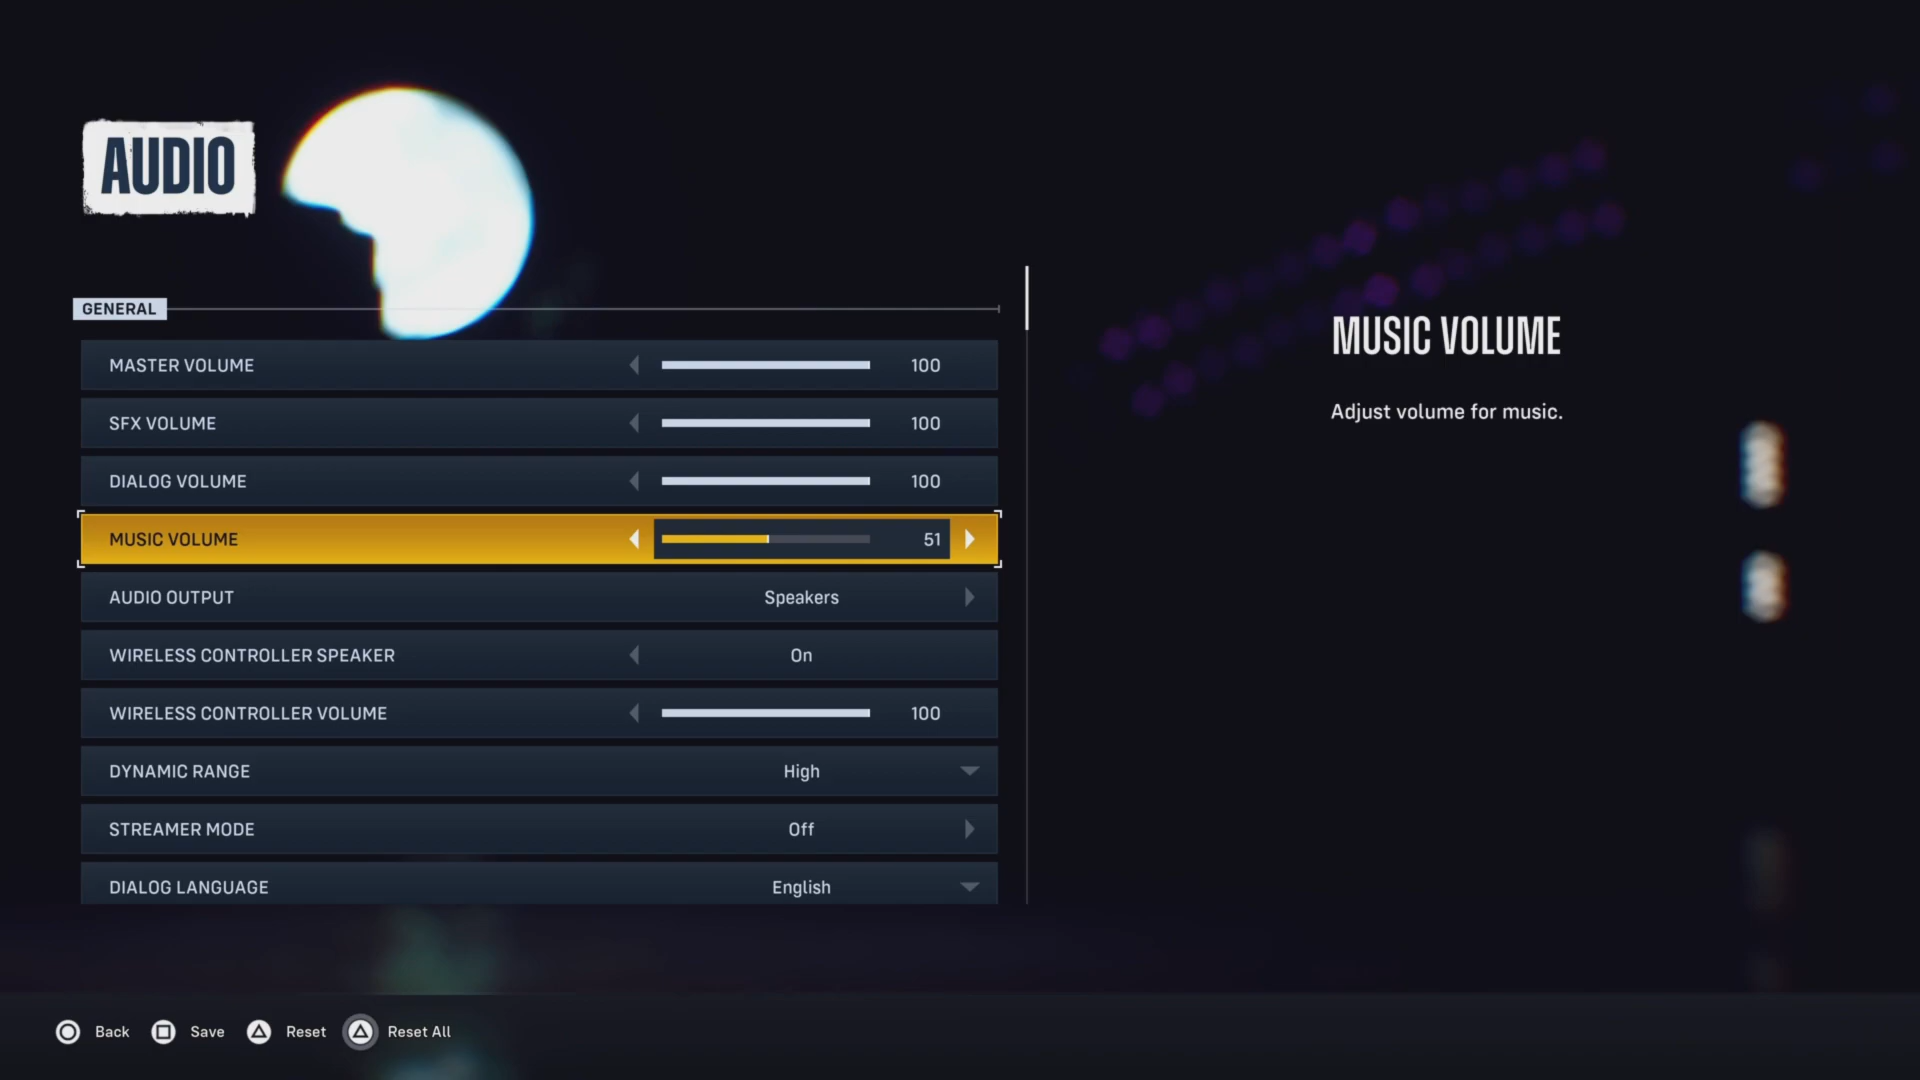 AUDIO
GENERAL
MASTER VOLUME 100
SFX VOLUME 100
DIALOG VOLUME 100
MUSIC VOLUME 51
AUDIO OUTPUT Speakers
WIRELESS CONTROLLER SPEAKER On
WIRELESS CONTROLLER VOLUME 100
DYNAMIC RANGE High
STREAMER MODE Off
DIALOG LANGUAGE English
MUSIC VOLUME
Adjust volume for music.
Back Save Reset Reset All